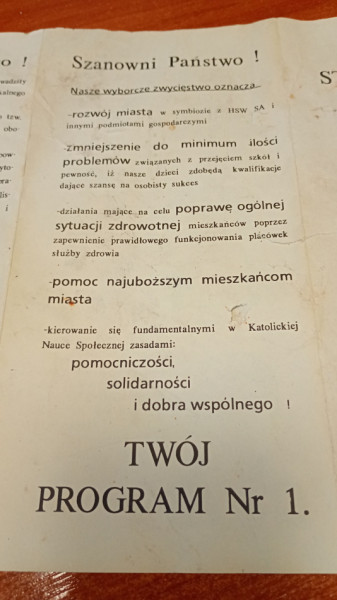 Szanowni Państwo !
Nasze wyborcze zwycięstwo oznacza
-rozwój miasta w symbiozie z HSW SA i
innymi podmiotami gospodarczymi
-zmniejszenie do minimum ilości
problemów związanych z przejęciem szkół i
pewność, iż nasze dzieci zdobędą kwalifikacje
dające szansę na osobisty sukces
-działania mające na celu poprawę ogólnej
sytuacji zdrowotnej mieszkańców poprzez
zapewnienie prawidłowego funkcjonowania placówek
służby zdrowia
-pomoc najuboższym mieszkańcom
miasta
-kierowanie się fundamentalnymi w Katolickiej
Nauce Społecznej zasadami:
pomocniczości,
solidarności
i dobra wspólnego !
TWÓJ
PROGRAM Nr 1.